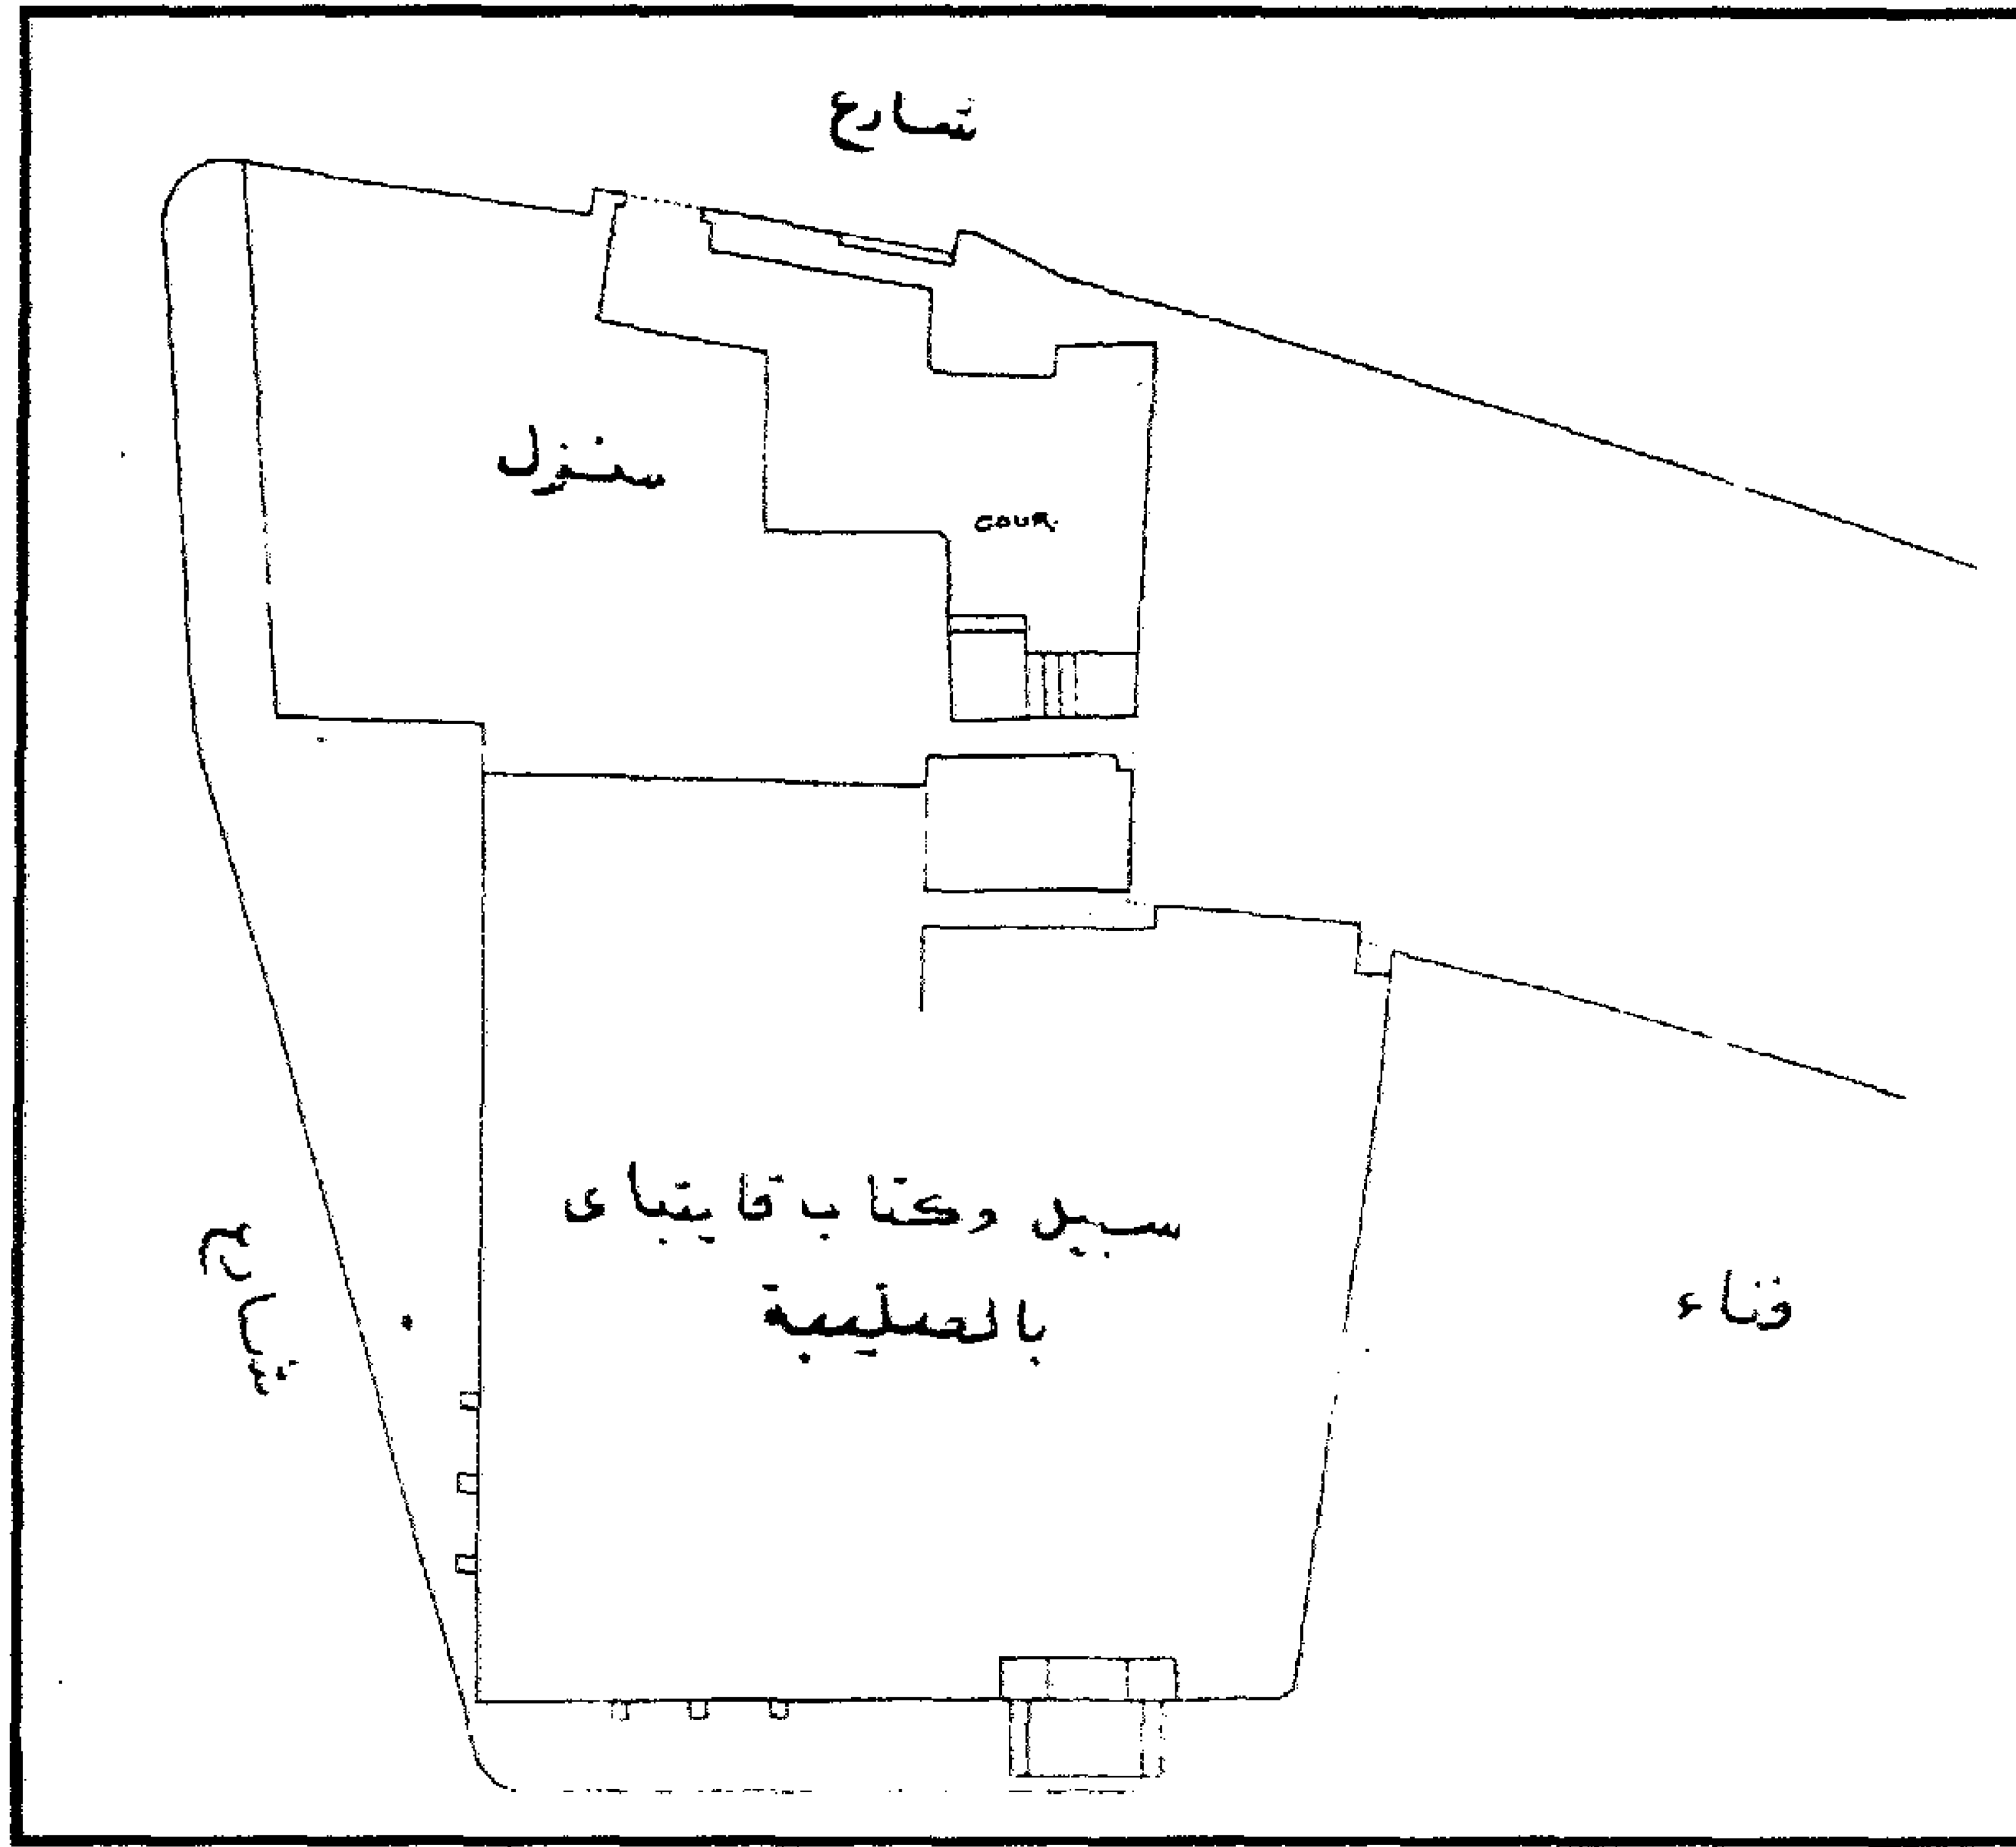 شارع
منزل
COUR
سبيل وكتاب قايتباى
بالصليبة
شارع
فناء